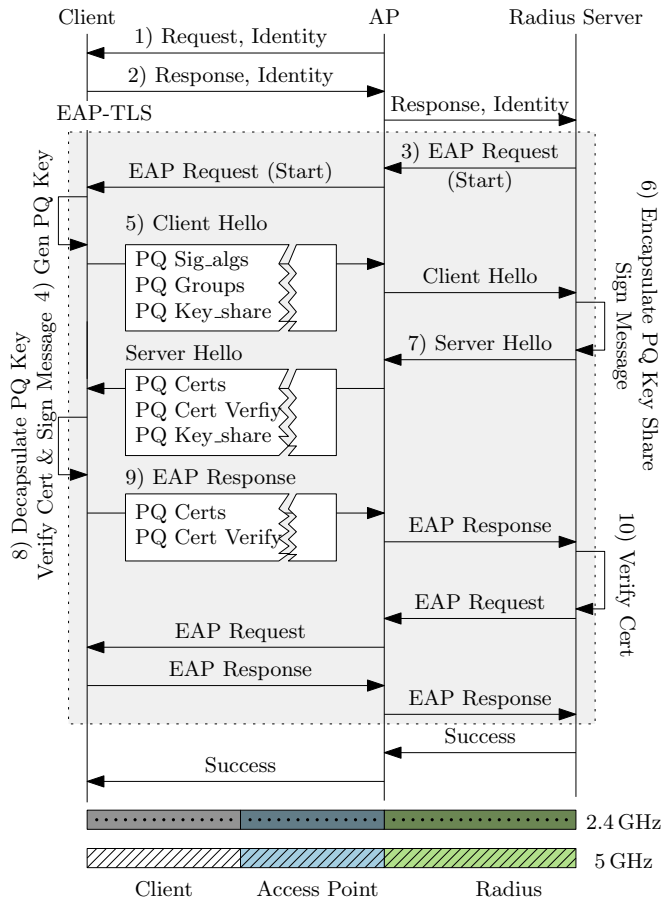 Client
AP
Radius Server
1) Request, Identity
2) Response, Identity
EAP-TLS
Response, Identity
3) EAP Request
(Start)
EAP Request (Start)
4) Gen PQ Key
5) Client Hello
PQ Sig_algs
PQ Groups
PQ Key_share
Client Hello
6) Encapsulate PQ Key Share
Sign Message
7) Server Hello
Server Hello
PQ Certs
PQ Cert Verfiy
PQ Key_share
8) Decapsulate PQ Key
Verify Cert & Sign Message
9) EAP Response
PQ Certs
PQ Cert Verify
EAP Response
10) Verify Cert
EAP Request
EAP Request
EAP Response
EAP Response
Success
Success
2.4 GHz
5 GHz
Client
Access Point
Radius